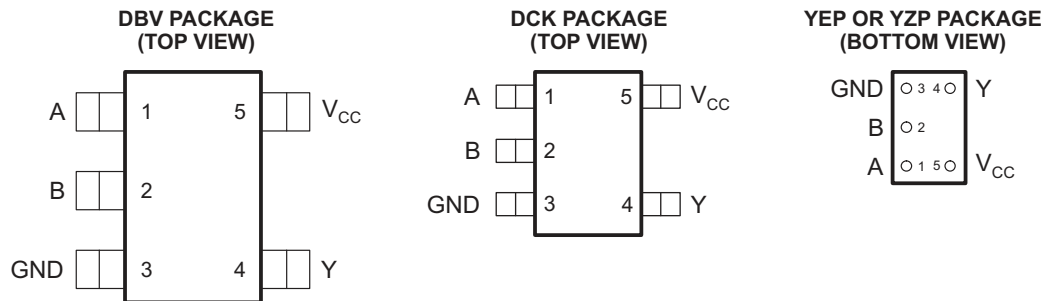 DBV PACKAGE
(TOP VIEW)
A 1 5 VCC
B 2
GND 3 4 Y
DCK PACKAGE
(TOP VIEW)
A 1 5 VCC
B 2
GND 3 4 Y
YEP OR YZP PACKAGE
(BOTTOM VIEW)
GND 3 4 Y
B 2
A 1 5 VCC